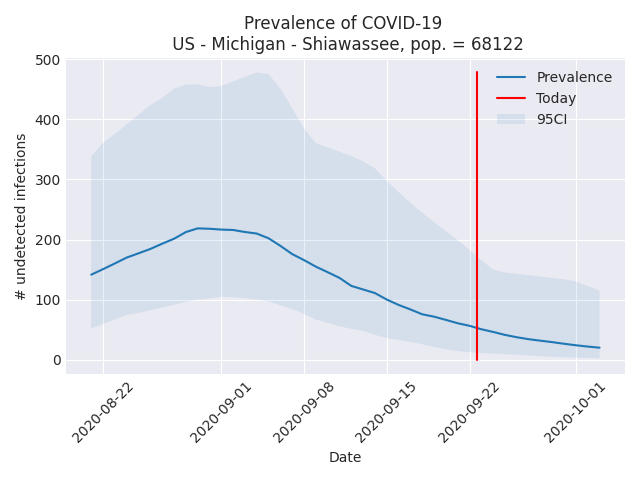 Prevalence of COVID-19
US - Michigan - Shiawassee, pop. = 68122
500
400
300
200
100
0
# undetected infections
Prevalence
Today
95CI
2020-08-22
2020-09-01
2020-09-08
2020-09-15
2020-09-22
2020-10-01
Date